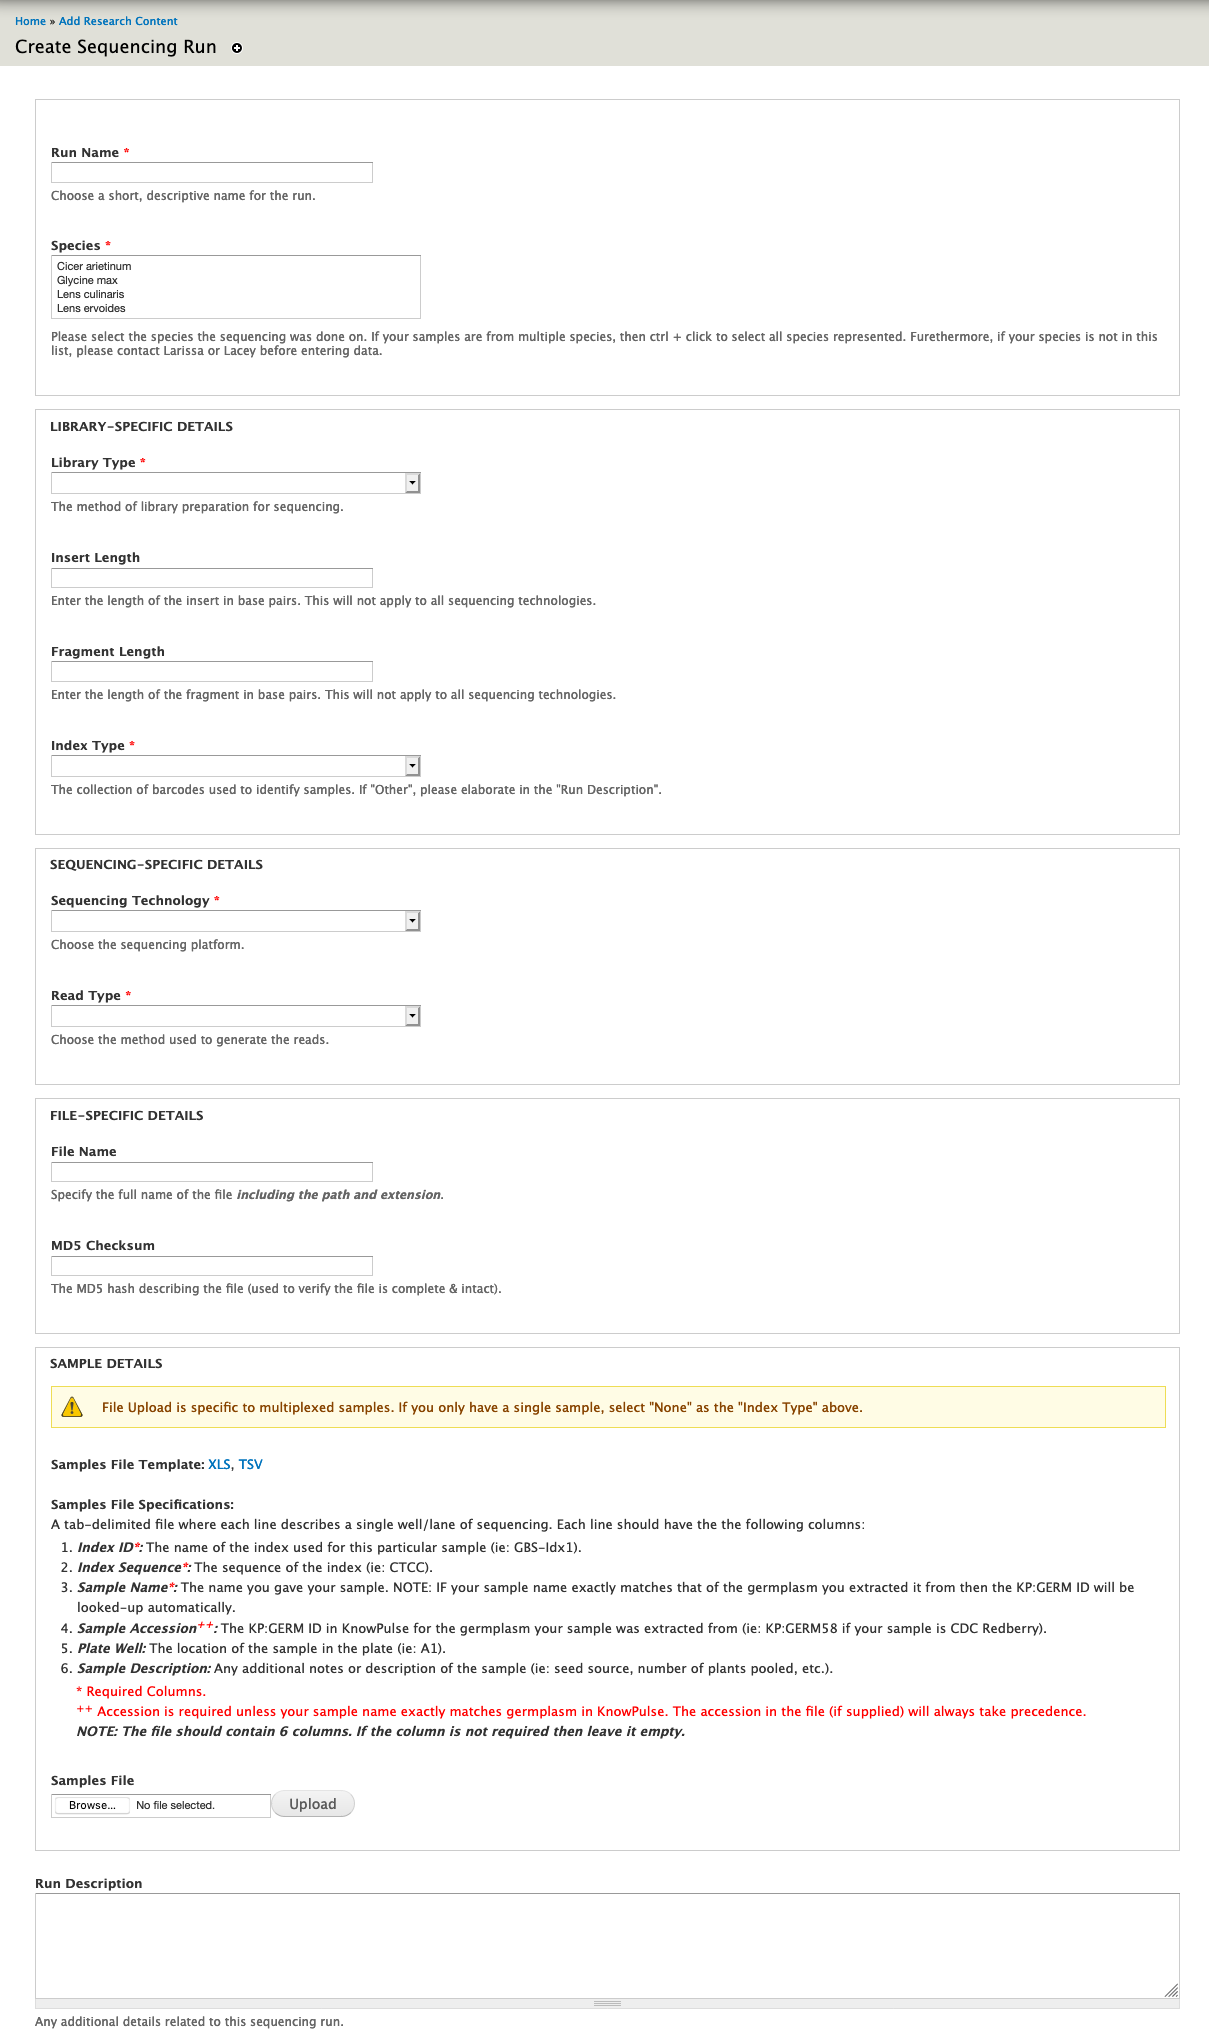 Home » Add Research Content
Create Sequencing Run
Run Name *
Choose a short, descriptive name for the run.
Species *
Cicer arietinum
Glycine max
Lens culinaris
Lens ervoides
Please select the species the sequencing was done on. If your samples are from multiple species, then ctrl + click to select all species represented. Furethermore, if your species is not in this
list, please contact Larissa or Lacey before entering data.
LIBRARY-SPECIFIC DETAILS
Library Type *
The method of library preparation for sequencing.
Insert Length
Enter the length of the insert in base pairs. This will not apply to all sequencing technologies.
Fragment Length
Enter the length of the fragment in base pairs. This will not apply to all sequencing technologies.
Index Type *
The collection of barcodes used to identify samples. If "Other", please elaborate in the "Run Description".
SEQUENCING-SPECIFIC DETAILS
Sequencing Technology *
Choose the sequencing platform.
Read Type *
Choose the method used to generate the reads.
FILE-SPECIFIC DETAILS
File Name
Specify the full name of the file including the path and extension.
MD5 Checksum
The MD5 hash describing the file (used to verify the file is complete & intact).
SAMPLE DETAILS
File Upload is specific to multiplexed samples. If you only have a single sample, select "None" as the "Index Type" above.
Samples File Template: XLS, TSV
Samples File Specifications:
A tab-delimited file where each line describes a single well/lane of sequencing. Each line should have the the following columns:
1. Index ID*: The name of the index used for this particular sample (ie: GBS-Idx1).
2. Index Sequence*: The sequence of the index (ie: CTCC).
3. Sample Name*: The name you gave your sample. NOTE: IF your sample name exactly matches that of the germplasm you extracted it from then the KP:GERM ID will be
looked-up automatically.
4. Sample Accession++: The KP:GERM ID in KnowPulse for the germplasm your sample was extracted from (ie: KP:GERM58 if your sample is CDC Redberry).
5. Plate Well: The location of the sample in the plate (ie: A1).
6. Sample Description: Any additional notes or description of the sample (ie: seed source, number of plants pooled, etc.).
* Required Columns.
++ Accession is required unless your sample name exactly matches germplasm in KnowPulse. The accession in the file (if supplied) will always take precedence.
NOTE: The file should contain 6 columns. If the column is not required then leave it empty.
Samples File
Browse... No file selected. Upload
Run Description
Any additional details related to this sequencing run.